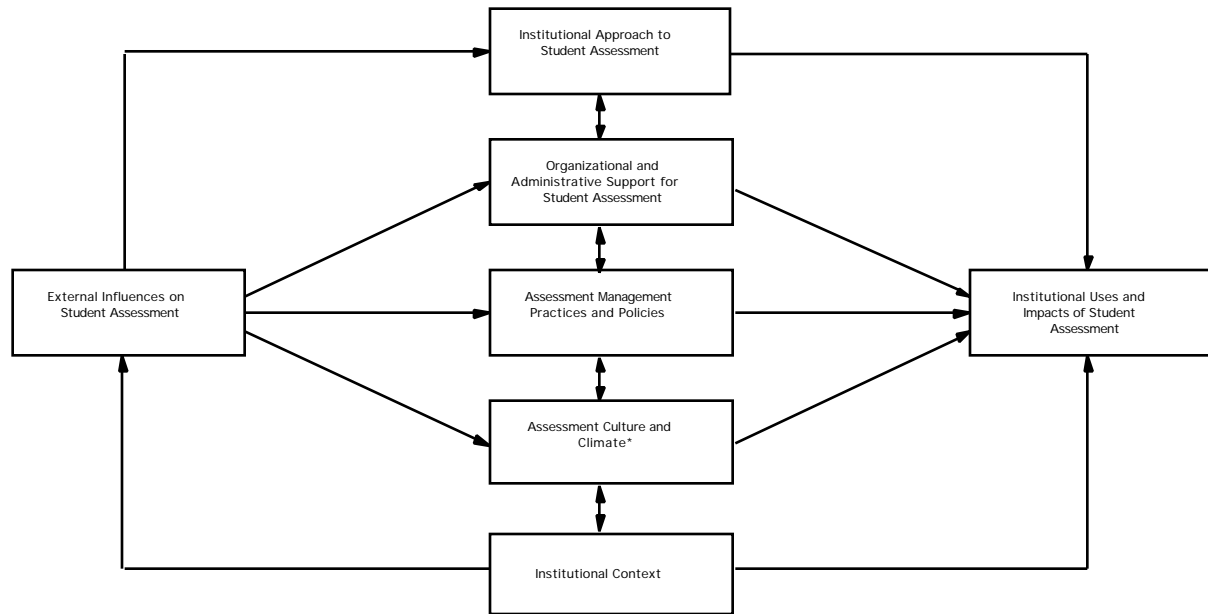 Institutional Approach to
Student Assessment
Organizational and
Administrative Support for
Student Assessment
External Influences on
Student Assessment
Assessment Management
Practices and Policies
Institutional Uses and
Impacts of Student
Assessment
Assessment Culture and
Climate*
Institutional Context